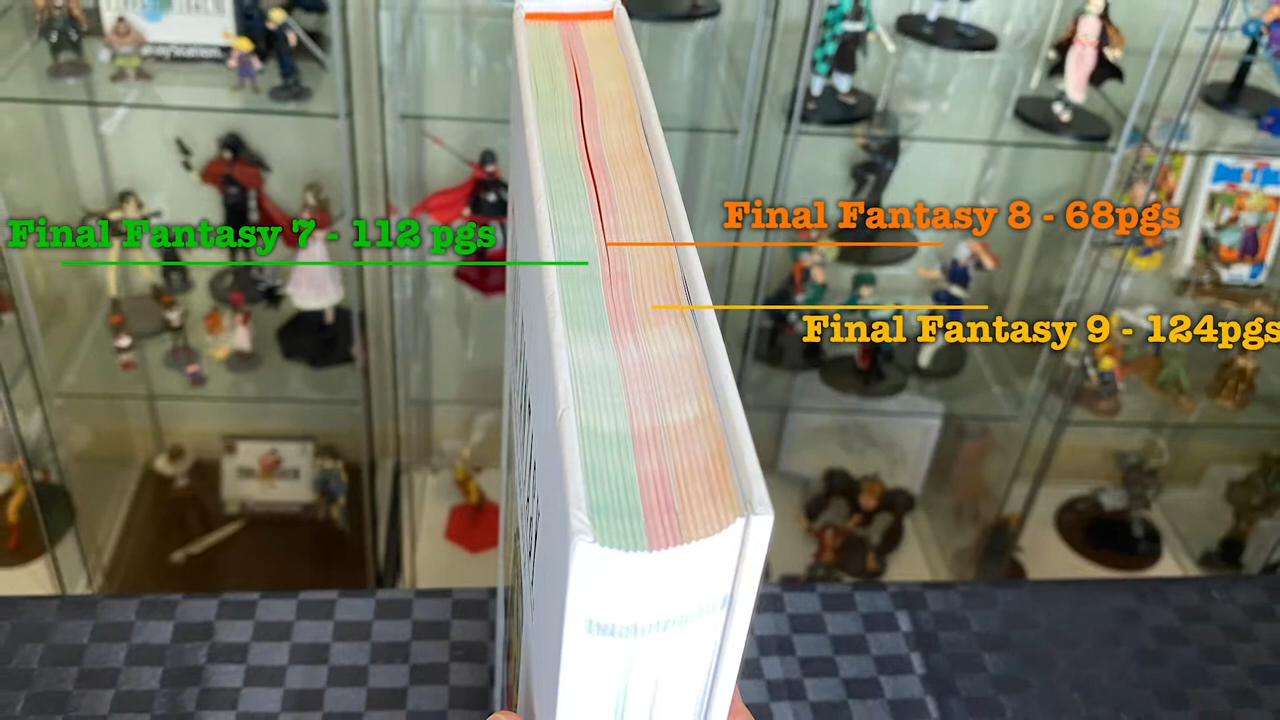 Final Fantasy 7 - 112 pgs
Final Fantasy 8 - 68pgs
Final Fantasy 9 - 124pgs